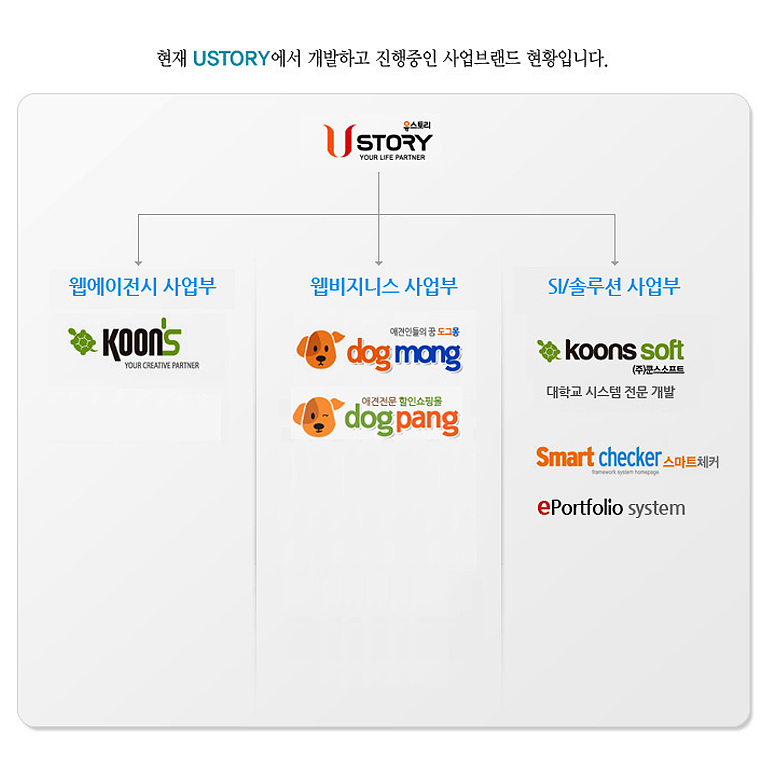 현재 USTORY에서 개발하고 진행중인 사업브랜드 현황입니다.
유스토리
USTORY
YOUR LIFE PARTNER
웹에이전시 사업부
KOON'S
YOUR CREATIVE PARTNER
웹비지니스 사업부
애견인들의 꿈 도그몽
dog mong
애견전문 할인쇼핑몰
dog pang
SI/솔루션 사업부
koons soft
(주)쿤스소프트
대학교 시스템 전문 개발
Smart checker 스마트체커
framework system homepage
ePortfolio system